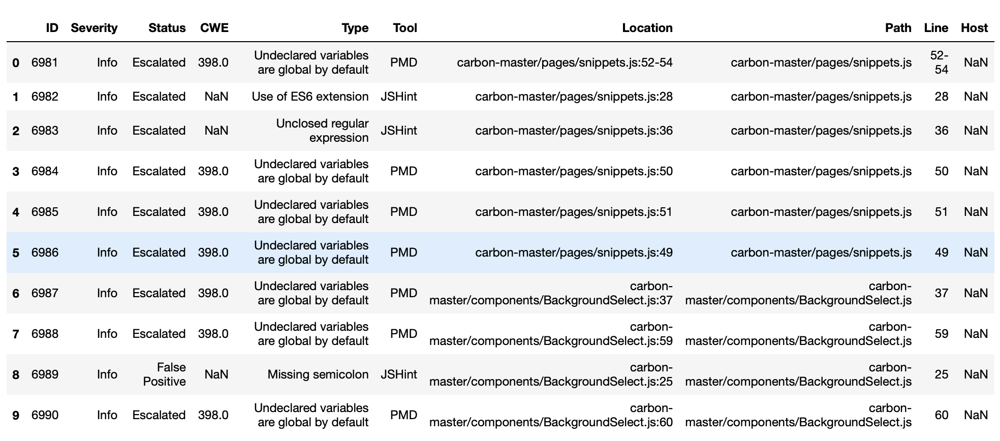 ID Severity Status CWE Type Tool Location Path Line Host
0 6981 Info Escalated 398.0 Undeclared variables are global by default PMD carbon-master/pages/snippets.js:52-54 carbon-master/pages/snippets.js 52-54 NaN
1 6982 Info Escalated NaN Use of ES6 extension JSHint carbon-master/pages/snippets.js:28 carbon-master/pages/snippets.js 28 NaN
2 6983 Info Escalated NaN Unclosed regular expression JSHint carbon-master/pages/snippets.js:36 carbon-master/pages/snippets.js 36 NaN
3 6984 Info Escalated 398.0 Undeclared variables are global by default PMD carbon-master/pages/snippets.js:50 carbon-master/pages/snippets.js 50 NaN
4 6985 Info Escalated 398.0 Undeclared variables are global by default PMD carbon-master/pages/snippets.js:51 carbon-master/pages/snippets.js 51 NaN
5 6986 Info Escalated 398.0 Undeclared variables are global by default PMD carbon-master/pages/snippets.js:49 carbon-master/pages/snippets.js 49 NaN
6 6987 Info Escalated 398.0 Undeclared variables are global by default PMD carbon-master/components/BackgroundSelect.js:37 carbon-master/components/BackgroundSelect.js 37 NaN
7 6988 Info Escalated 398.0 Undeclared variables are global by default PMD carbon-master/components/BackgroundSelect.js:59 carbon-master/components/BackgroundSelect.js 59 NaN
8 6989 Info False Positive NaN Missing semicolon JSHint carbon-master/components/BackgroundSelect.js:25 carbon-master/components/BackgroundSelect.js 25 NaN
9 6990 Info Escalated 398.0 Undeclared variables are global by default PMD carbon-master/components/BackgroundSelect.js:60 carbon-master/components/BackgroundSelect.js 60 NaN